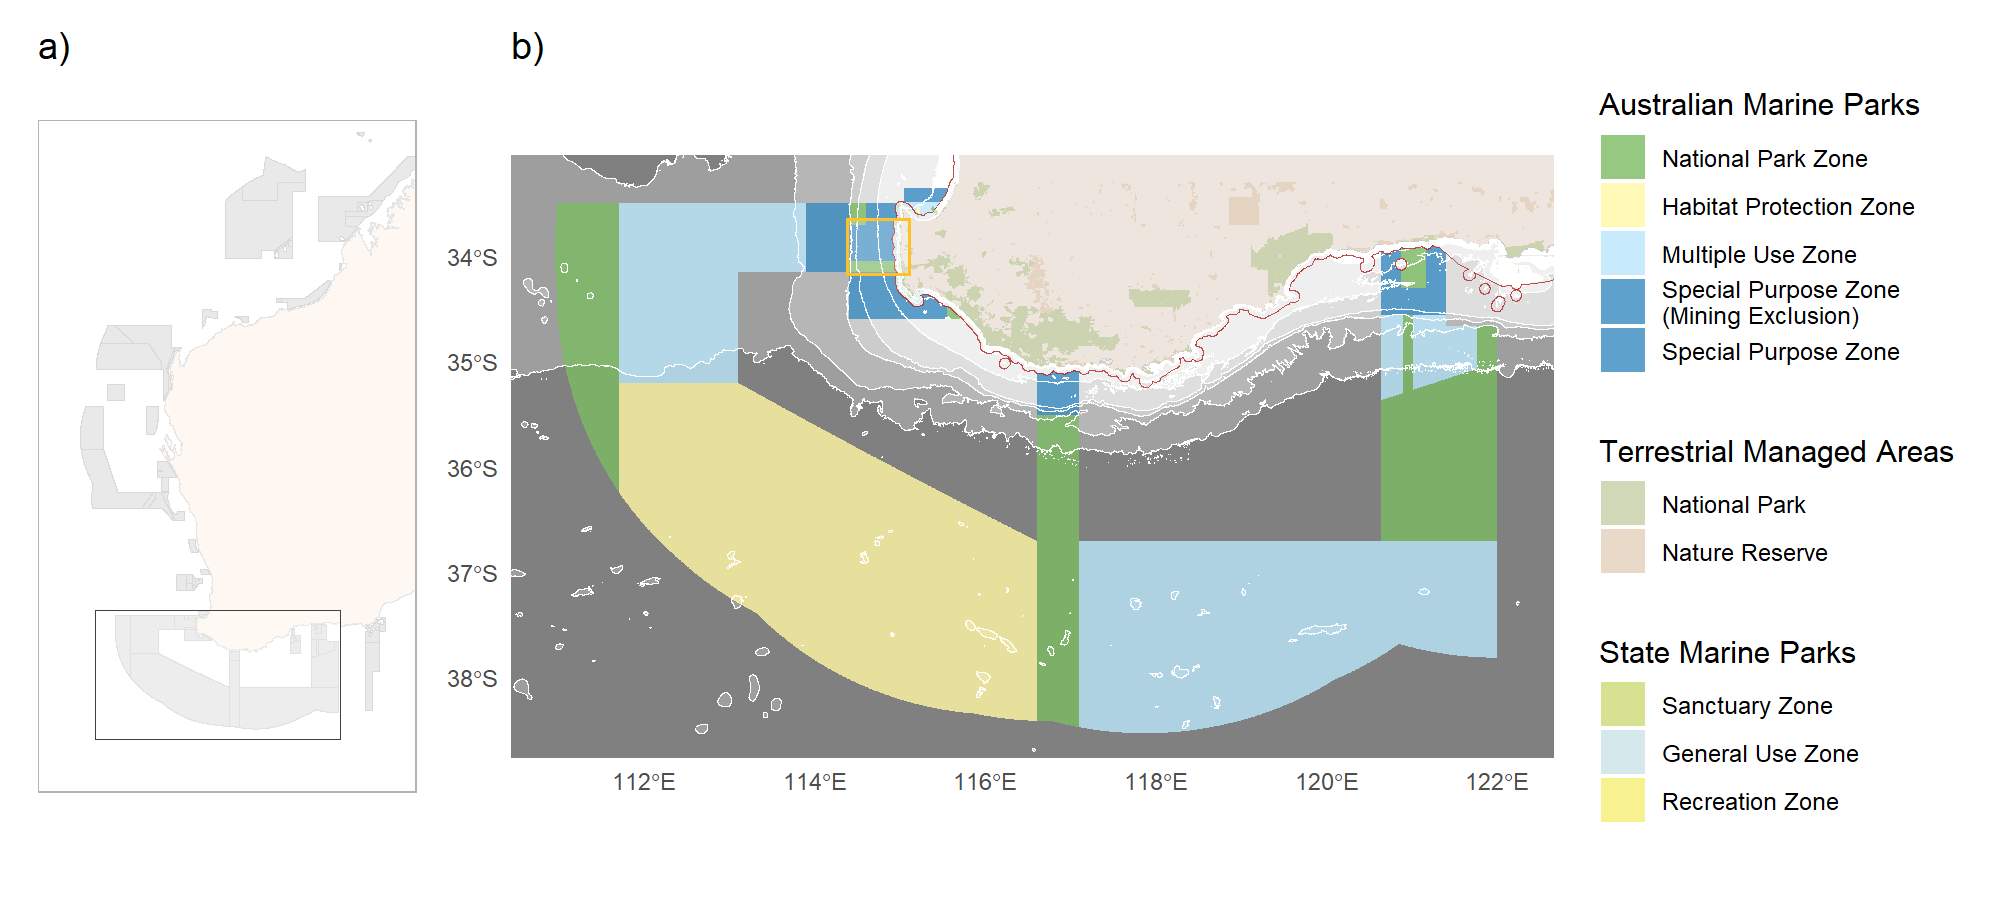 a)
b)
34°S
35°S
36°S
37°S
38°S
112°E
114°E
116°E
118°E
120°E
122°E
Australian Marine Parks
National Park Zone
Habitat Protection Zone
Multiple Use Zone
Special Purpose Zone
(Mining Exclusion)
Special Purpose Zone
Terrestrial Managed Areas
National Park
Nature Reserve
State Marine Parks
Sanctuary Zone
General Use Zone
Recreation Zone